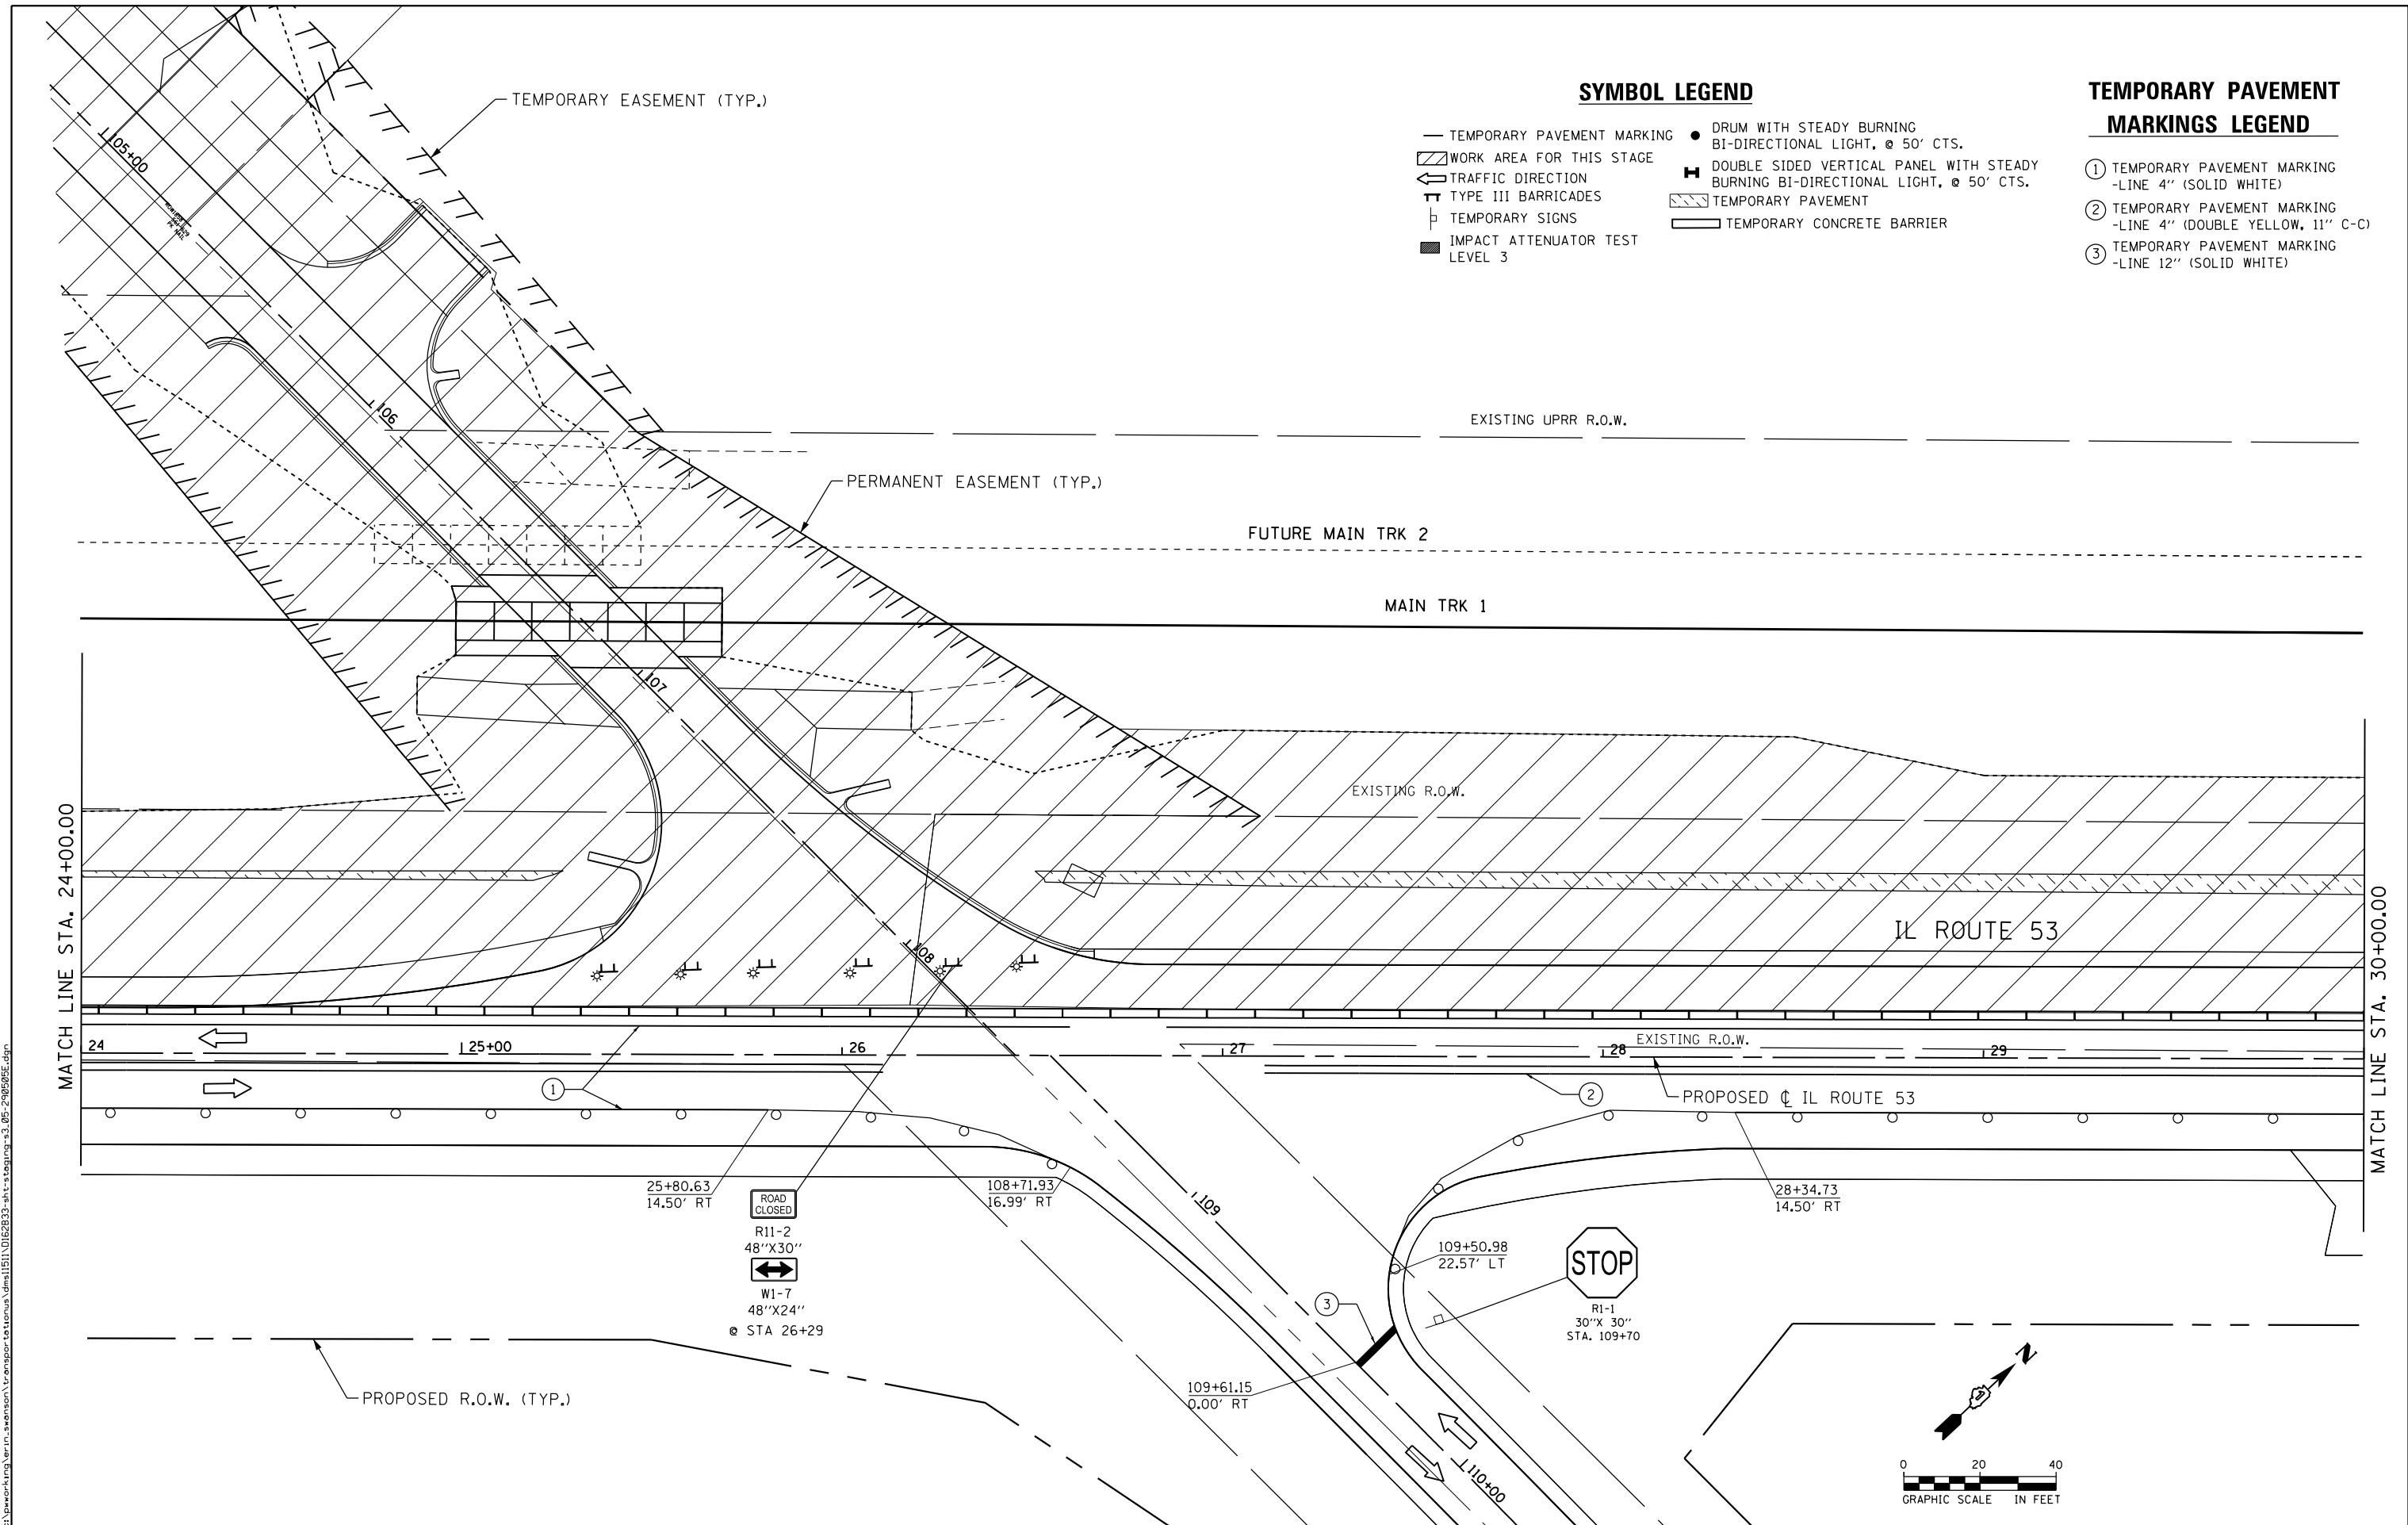 SYMBOL LEGEND
TEMPORARY PAVEMENT MARKING
WORK AREA FOR THIS STAGE
TRAFFIC DIRECTION
TYPE III BARRICADES
TEMPORARY SIGNS
IMPACT ATTENUATOR TEST
LEVEL 3
DRUM WITH STEADY BURNING
BI-DIRECTIONAL LIGHT, @ 50' CTS.
DOUBLE SIDED VERTICAL PANEL WITH STEADY
BURNING BI-DIRECTIONAL LIGHT, @ 50' CTS.
TEMPORARY PAVEMENT
TEMPORARY CONCRETE BARRIER
TEMPORARY PAVEMENT
MARKINGS LEGEND
1 TEMPORARY PAVEMENT MARKING
-LINE 4'' (SOLID WHITE)
2 TEMPORARY PAVEMENT MARKING
-LINE 4'' (DOUBLE YELLOW, 11'' C-C)
3 TEMPORARY PAVEMENT MARKING
-LINE 12'' (SOLID WHITE)
TEMPORARY EASEMENT (TYP.)
105+00
106
EXISTING UPRR R.O.W.
PERMANENT EASEMENT (TYP.)
FUTURE MAIN TRK 2
MAIN TRK 1
107
EXISTING R.O.W.
MATCH LINE STA. 24+00.00
IL ROUTE 53
MATCH LINE STA. 30+00.00
108
24
25+00
26
27
28
29
EXISTING R.O.W.
1
2
PROPOSED ℄ IL ROUTE 53
25+80.63
14.50' RT
108+71.93
16.99' RT
109
28+34.73
14.50' RT
ROAD
CLOSED
R11-2
48''X30''
W1-7
48''X24''
@ STA 26+29
109+50.98
22.57' LT
STOP
R1-1
30''X 30''
STA. 109+70
3
109+61.15
0.00' RT
PROPOSED R.O.W. (TYP.)
110+00
N
0 20 40
GRAPHIC SCALE IN FEET